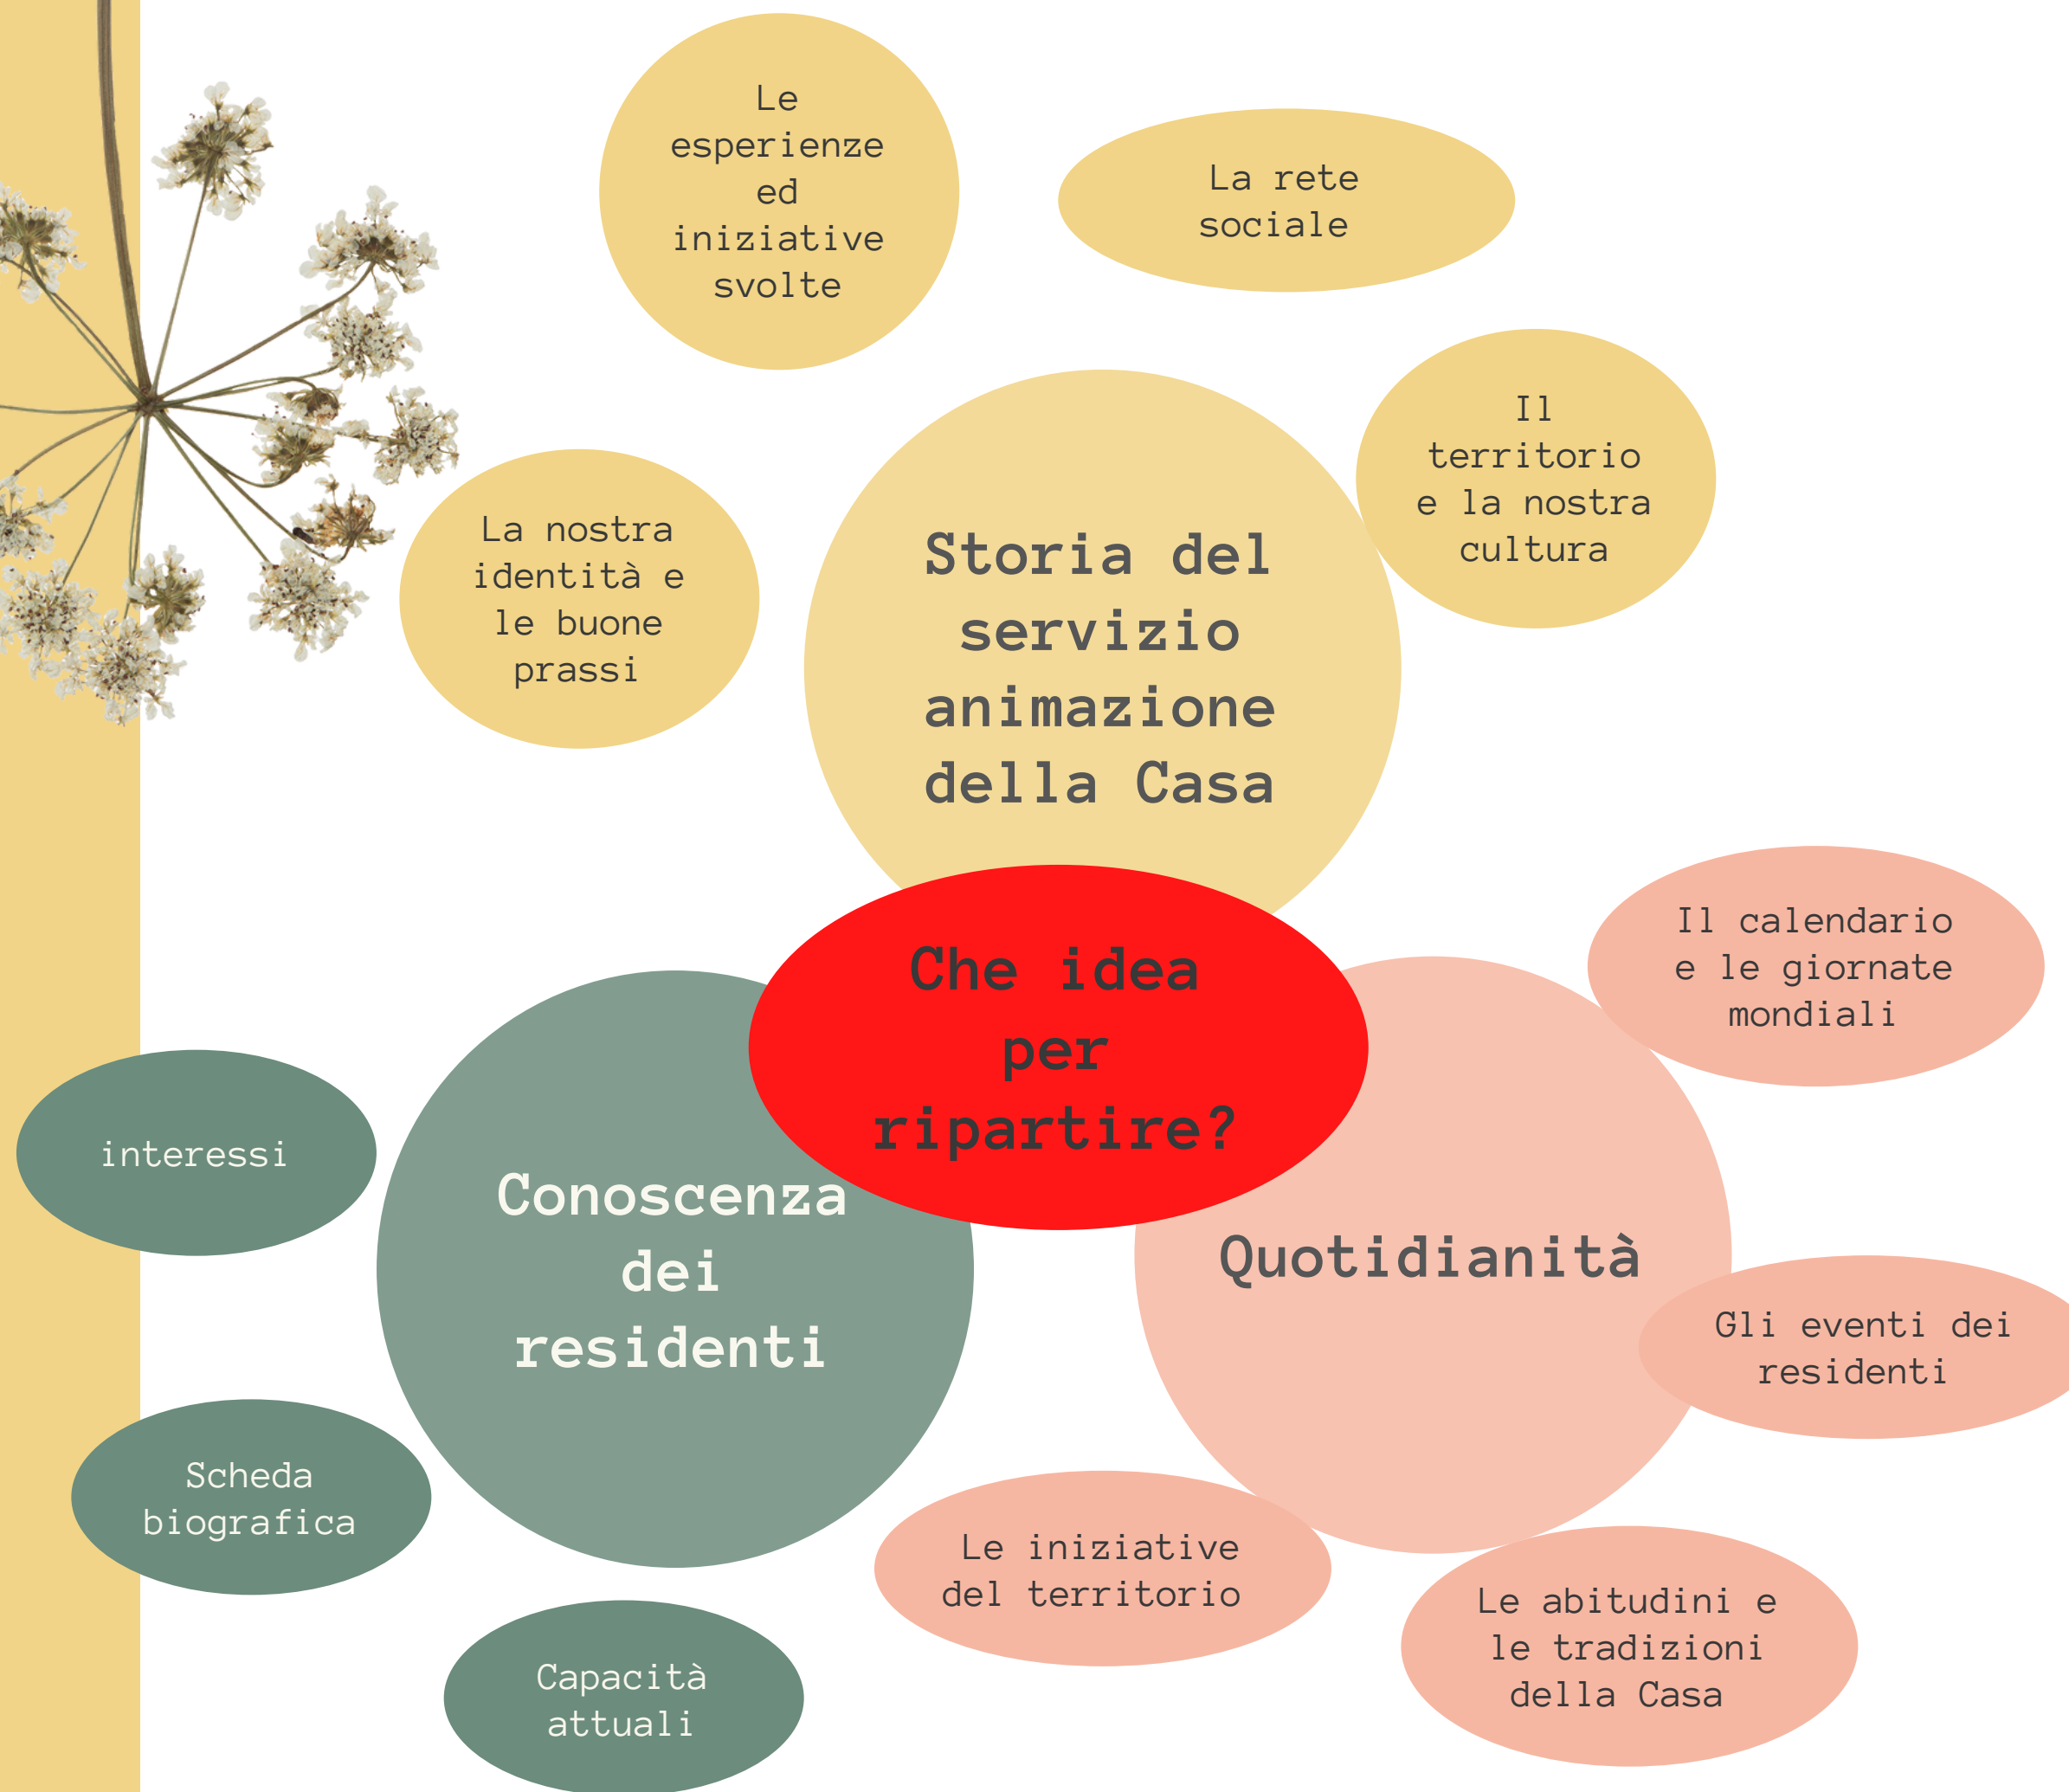 Le
esperienze
ed
iniziative
svolte
La rete
sociale
Il
territorio
e la nostra
cultura
La nostra
identità e
le buone
prassi
Storia del
servizio
animazione
della Casa
Che idea
per
ripartire?
Il calendario
e le giornate
mondiali
Conoscenza
dei
residenti
interessi
Scheda
biografica
Capacità
attuali
Quotidianità
Gli eventi dei
residenti
Le iniziative
del territorio
Le abitudini e
le tradizioni
della Casa